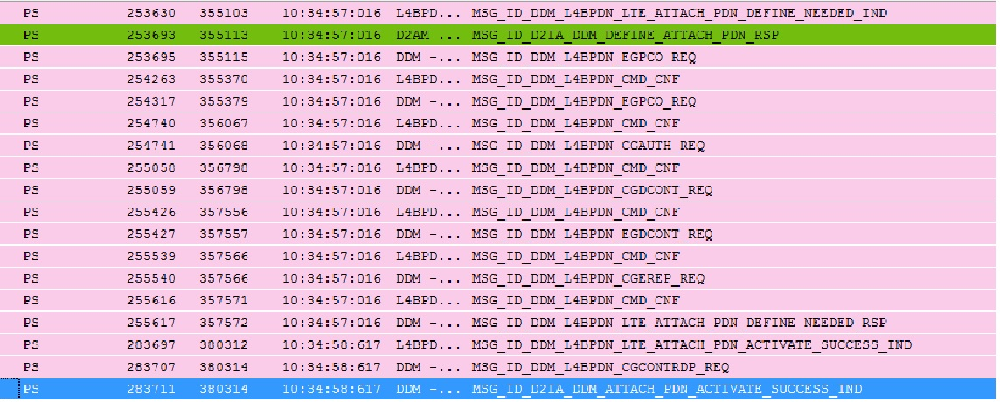 PS 253630 355103 10:34:57:016 L4BPD... MSG_ID_DDM_L4BPDN_LTE_ATTACH_PDN_DEFINE_NEEDED_IND
PS 253693 355113 10:34:57:016 D2AM ... MSG_ID_D2IA_DDM_DEFINE_ATTACH_PDN_RSP
PS 253695 355115 10:34:57:016 DDM -... MSG_ID_DDM_L4BPDN_EGPCO_REQ
PS 254263 355370 10:34:57:016 L4BPD... MSG_ID_DDM_L4BPDN_CMD_CNF
PS 254317 355379 10:34:57:016 DDM -... MSG_ID_DDM_L4BPDN_EGPCO_REQ
PS 254740 356067 10:34:57:016 L4BPD... MSG_ID_DDM_L4BPDN_CMD_CNF
PS 254741 356068 10:34:57:016 DDM -... MSG_ID_DDM_L4BPDN_CGAUTH_REQ
PS 255058 356798 10:34:57:016 L4BPD... MSG_ID_DDM_L4BPDN_CMD_CNF
PS 255059 356798 10:34:57:016 DDM -... MSG_ID_DDM_L4BPDN_CGDCONT_REQ
PS 255426 357556 10:34:57:016 L4BPD... MSG_ID_DDM_L4BPDN_CMD_CNF
PS 255427 357557 10:34:57:016 DDM -... MSG_ID_DDM_L4BPDN_EGDCONT_REQ
PS 255539 357566 10:34:57:016 L4BPD... MSG_ID_DDM_L4BPDN_CMD_CNF
PS 255540 357566 10:34:57:016 DDM -... MSG_ID_DDM_L4BPDN_CGEREP_REQ
PS 255616 357571 10:34:57:016 L4BPD... MSG_ID_DDM_L4BPDN_CMD_CNF
PS 255617 357572 10:34:57:016 DDM -... MSG_ID_DDM_L4BPDN_LTE_ATTACH_PDN_DEFINE_NEEDED_RSP
PS 283697 380312 10:34:58:617 L4BPD... MSG_ID_DDM_L4BPDN_LTE_ATTACH_PDN_ACTIVATE_SUCCESS_IND
PS 283707 380314 10:34:58:617 DDM -... MSG_ID_DDM_L4BPDN_CGCONTRDP_REQ
PS 283711 380314 10:34:58:617 DDM -... MSG_ID_D2IA_DDM_ATTACH_PDN_ACTIVATE_SUCCESS_IND